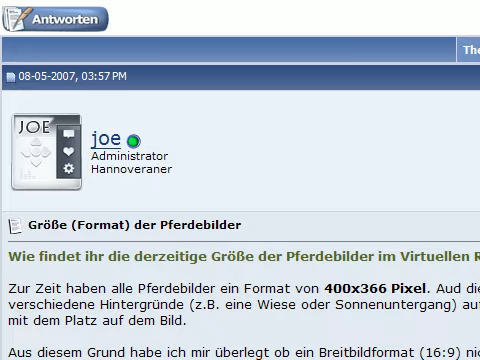 Antworten
The
08-05-2007, 03:57 PM
JOE
joe
Administrator
Hannoveraner
Größe (Format) der Pferdebilder
Wie findet ihr die derzeitige Größe der Pferdebilder im Virtuellen R
Zur Zeit haben alle Pferdebilder ein Format von 400x366 Pixel. Aud die
verschiedene Hintergründe (z.B. eine Wiese oder Sonnenuntergang) auf
mit dem Platz auf dem Bild.
Aus diesem Grund habe ich mir überlegt ob ein Breitbildformat (16:9) nic